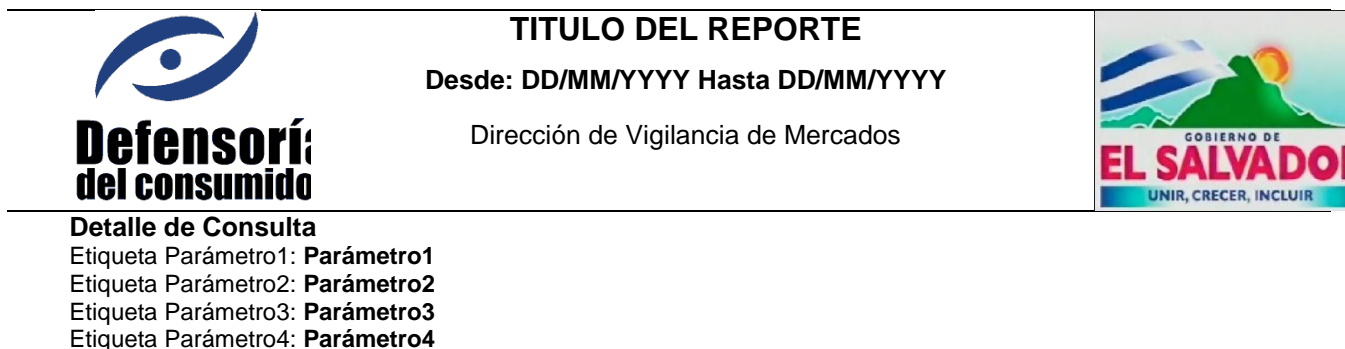 TITULO DEL REPORTE
Desde: DD/MM/YYYY Hasta DD/MM/YYYY
Dirección de Vigilancia de Mercados
Defensoría
del consumido
GOBIERNO DE
EL SALVADOR
UNIR, CRECER, INCLUIR
Detalle de Consulta
Etiqueta Parámetro1: Parámetro1
Etiqueta Parámetro2: Parámetro2
Etiqueta Parámetro3: Parámetro3
Etiqueta Parámetro4: Parámetro4